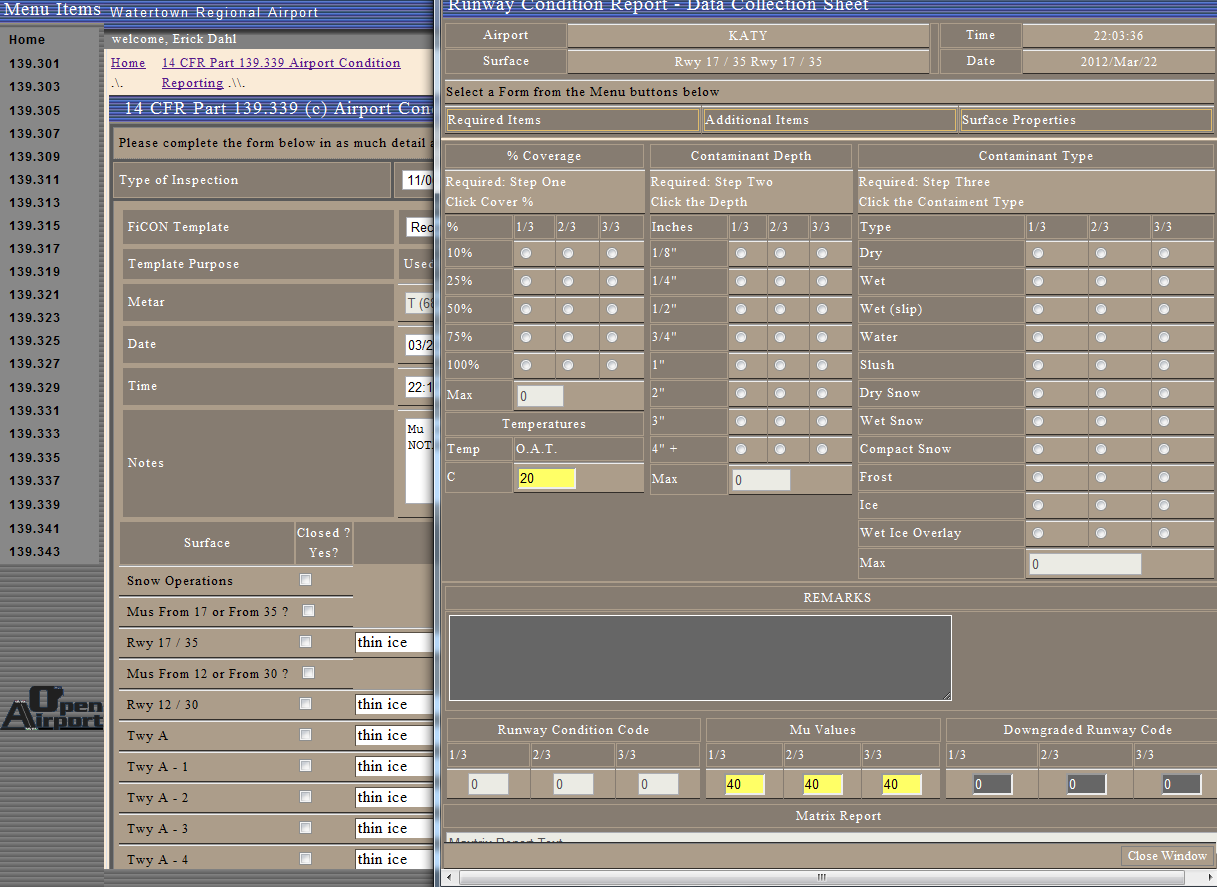 Menu Items
Watertown Regional Airport
Home
139.301
139.303
139.305
139.307
139.309
139.311
139.313
139.315
139.317
139.319
139.321
139.323
139.325
139.327
139.329
139.331
139.333
139.335
139.337
139.339
139.341
139.343
Open
Airport
welcome, Erick Dahl
Home 14 CFR Part 139.339 Airport Condition
.\. Reporting .\\.
14 CFR Part 139.339 (c) Airport Con
Please complete the form below in as much detail a
Type of Inspection 11/0
FiCON Template Rec
Template Purpose Used
Metar T (68
Date 03/2
Time 22:1
Notes
Mu
NOT.
Surface Closed ?
Yes?
Snow Operations
Mus From 17 or From 35 ?
Rwy 17 / 35 thin ice
Mus From 12 or From 30 ?
Rwy 12 / 30 thin ice
Twy A thin ice
Twy A - 1 thin ice
Twy A - 2 thin ice
Twy A - 3 thin ice
Twy A - 4 thin ice
Runway Condition Report - Data Collection Sheet
Airport KATY Time 22:03:36
Surface Rwy 17 / 35 Rwy 17 / 35 Date 2012/Mar/22
Select a Form from the Menu buttons below
Required Items Additional Items Surface Properties
% Coverage
Required: Step One
Click Cover %
% 1/3 2/3 3/3
10%
25%
50%
75%
100%
Max 0
Temperatures
Temp O.A.T.
C 20
Contaminant Depth
Required: Step Two
Click the Depth
Inches 1/3 2/3 3/3
1/8"
1/4"
1/2"
3/4"
1"
2"
3"
4" +
Max 0
Contaminant Type
Required: Step Three
Click the Contaiment Type
Type 1/3 2/3 3/3
Dry
Wet
Wet (slip)
Water
Slush
Dry Snow
Wet Snow
Compact Snow
Frost
Ice
Wet Ice Overlay
Max 0
REMARKS
Runway Condition Code Mu Values Downgraded Runway Code
1/3 2/3 3/3 1/3 2/3 3/3 1/3 2/3 3/3
0 0 0 40 40 40 0 0 0
Matrix Report
Maxtrix Report Text
Close Window